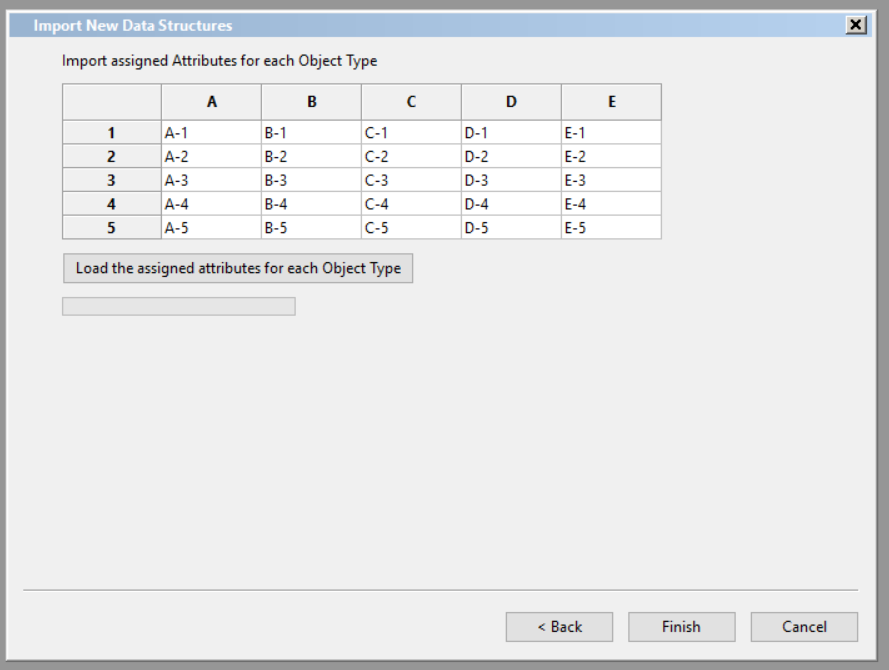 Import New Data Structures
Import assigned Attributes for each Object Type
A B C D E
1 A-1 B-1 C-1 D-1 E-1
2 A-2 B-2 C-2 D-2 E-2
3 A-3 B-3 C-3 D-3 E-3
4 A-4 B-4 C-4 D-4 E-4
5 A-5 B-5 C-5 D-5 E-5
Load the assigned attributes for each Object Type
< Back Finish Cancel